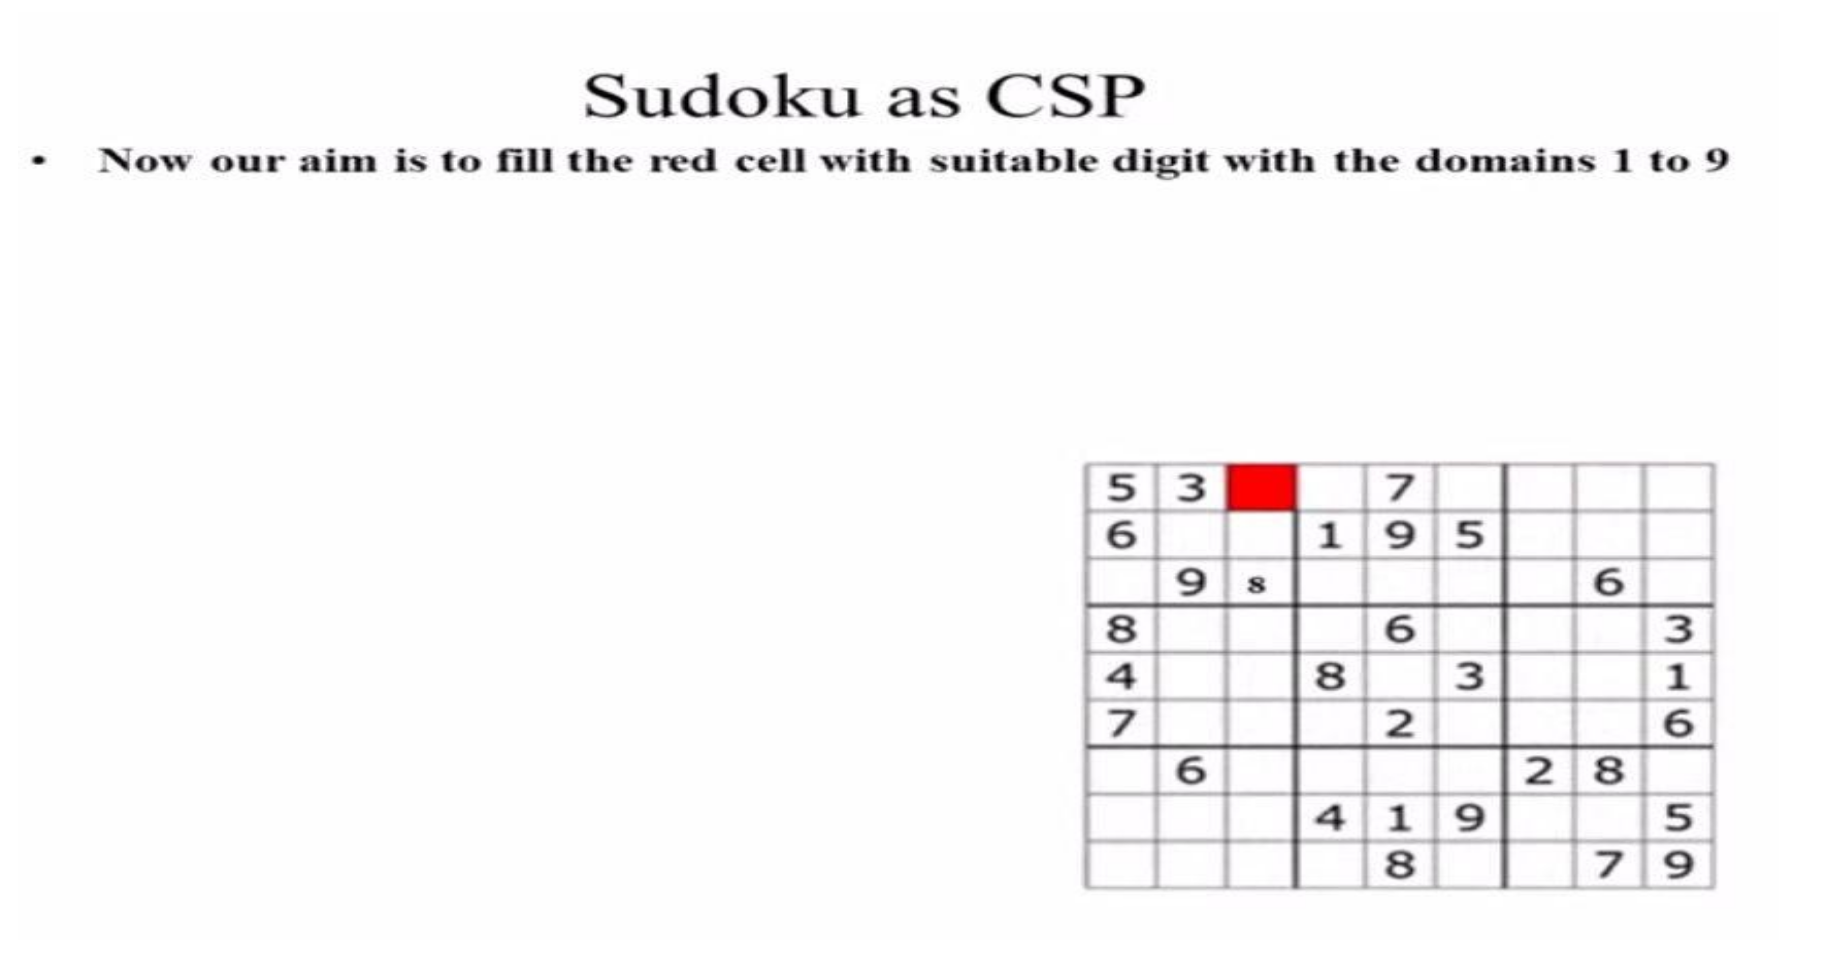 Sudoku as CSP
• Now our aim is to fill the red cell with suitable digit with the domains 1 to 9
5 3 7
6 1 9 5
9 8 6
8 6 3
4 8 3 1
7 2 6
6 2 8
4 1 9 5
8 7 9